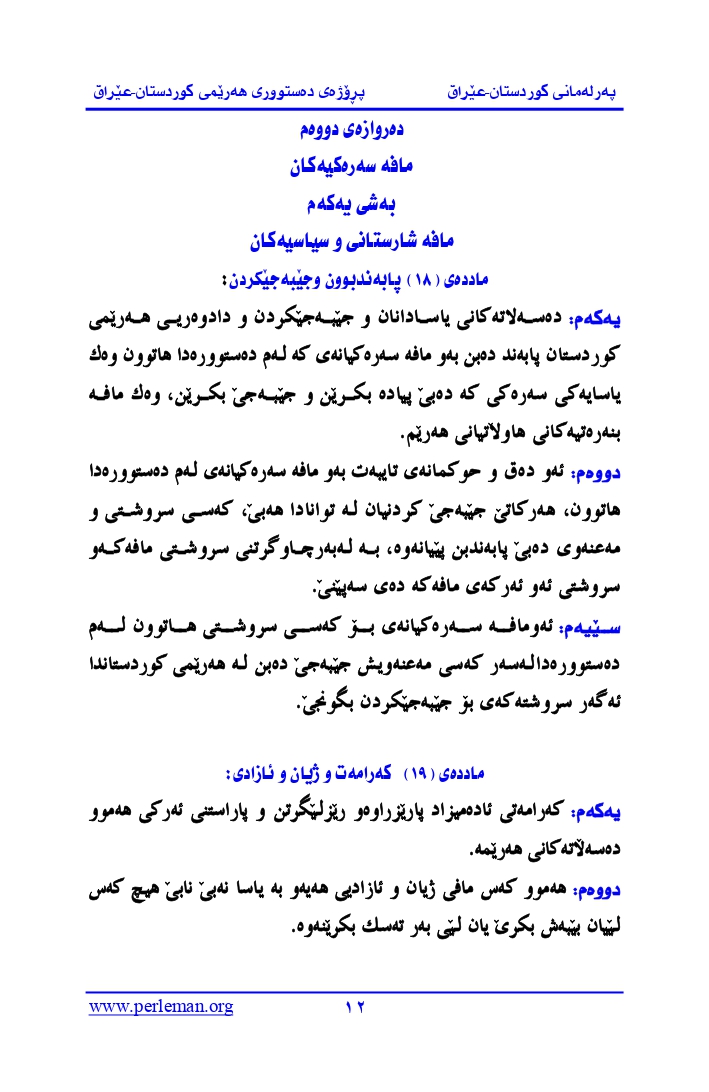 پەرلەمانی کوردستان-عێراق پرۆژەی دەستووری هەرێمی کوردستان-عێراق
دەروازەی دووەم
مافە سەرەکیەکان
بەشی یەکەم
مافە شارستانی و سیاسیەکان
ماددەی (١٨) پابەندبوون وجێبەجێکردن:
یەکەم: دەسەلاتەکانی یاسادانان و جێبەجێکردن و دادوەریی هەرێمی
کوردستان پابەند دەبن بەو مافە سەرەکیانەی کە لەم دەستوورەدا هاتوون وەك
یاسایەکی سەرەکی کە دەبێ پیادە بکرێن و جێبەجێ بکرێن، وەك مافە
بنەرەتیەکانی هاولاتیانی هەرێم.
دووەم: ئەو دەق و حوکمانەی تایبەت بەو مافە سەرەکیانەی لەم دەستوورەدا
هاتوون، هەرکاتێ جێبەجێ کردنیان لە توانادا هەبێ، کەسی سروشتی و
مەعنەوی دەبێ پابەندبن پێیانەوە، بە لەبەرچاوگرتنی سروشتی مافەکەو
سروشتی ئەو ئەرکەی مافەکە دەی سەپێنێ.
سێیەم: ئەومافە سەرەکیانەی بۆ کەسی سروشتی هاتوون لەم
دەستوورەدالەسەر کەسی مەعنەویش جێبەجێ دەبن لە هەرێمی کوردستاندا
ئەگەر سروشتەکەی بۆ جێبەجێکردن بگونجێ.
ماددەی (١٩) کەرامەت و ژیان و ئازادی:
یەکەم: کەرامەتی ئادەمیزاد پارێزراوەو رێزلێگرتن و پاراستنی ئەرکی هەموو
دەسەڵاتەکانی هەرێمە.
دووەم: هەموو کەس مافی ژیان و ئازادیی هەیەو بە یاسا نەبێ نابێ هیچ کەس
لێیان بێبەش بکرێ یان لێی بەر تەسك بکرێنەوە.
www.perleman.org ١٢